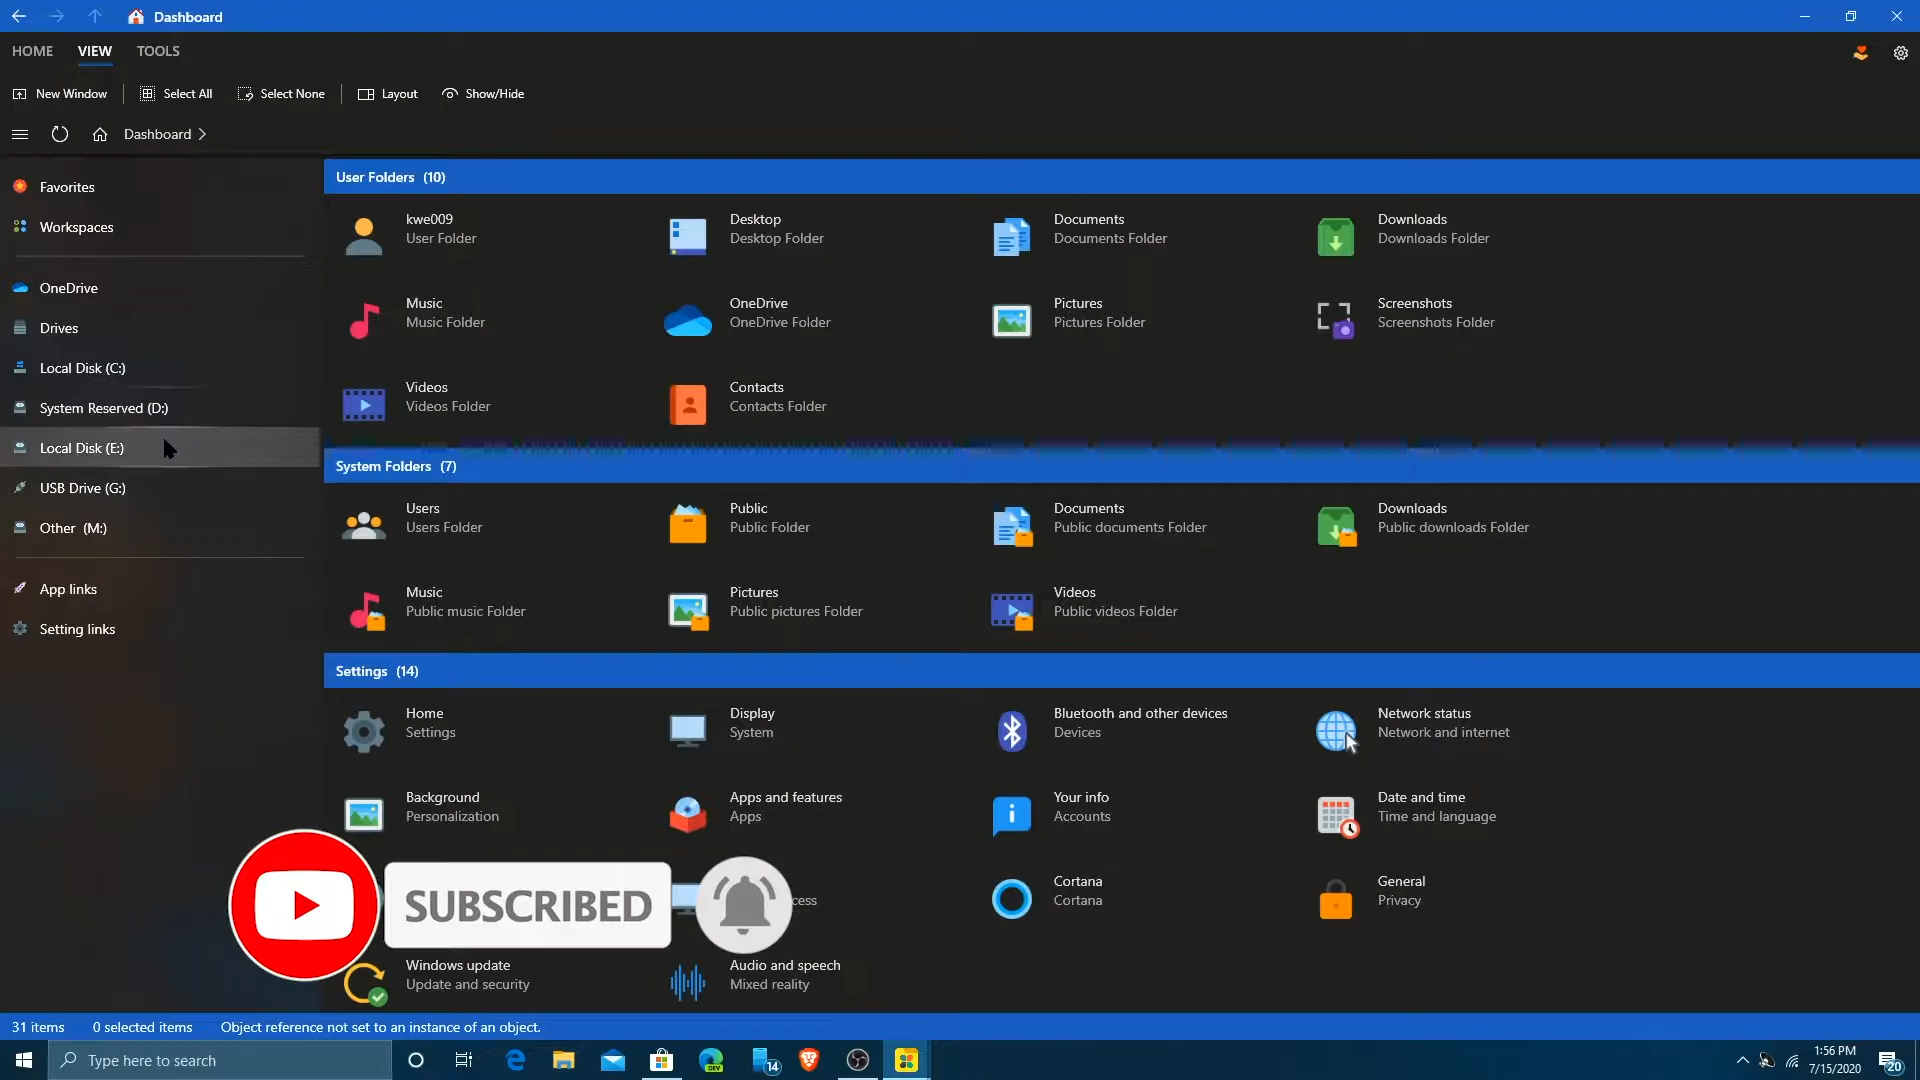 Dashboard
HOME VIEW TOOLS
New Window Select All Select None Layout Show/Hide
Dashboard
Favorites
Workspaces
OneDrive
Drives
Local Disk (C:)
System Reserved (D:)
Local Disk (E:)
USB Drive (G:)
Other (M:)
App links
Setting links
User Folders (10)
kwe009
User Folder
Desktop
Desktop Folder
Documents
Documents Folder
Downloads
Downloads Folder
Music
Music Folder
OneDrive
OneDrive Folder
Pictures
Pictures Folder
Screenshots
Screenshots Folder
Videos
Videos Folder
Contacts
Contacts Folder
System Folders (7)
Users
Users Folder
Public
Public Folder
Documents
Public documents Folder
Downloads
Public downloads Folder
Music
Public music Folder
Pictures
Public pictures Folder
Videos
Public videos Folder
Settings (14)
Home
Settings
Display
System
Bluetooth and other devices
Devices
Network status
Network and internet
Background
Personalization
Apps and features
Apps
Your info
Accounts
Date and time
Time and language
SUBSCRIBED
Cortana
Cortana
General
Privacy
Windows update
Update and security
Audio and speech
Mixed reality
31 items 0 selected items Object reference not set to an instance of an object.
Type here to search
DEV
14
1:56 PM
7/15/2020
20